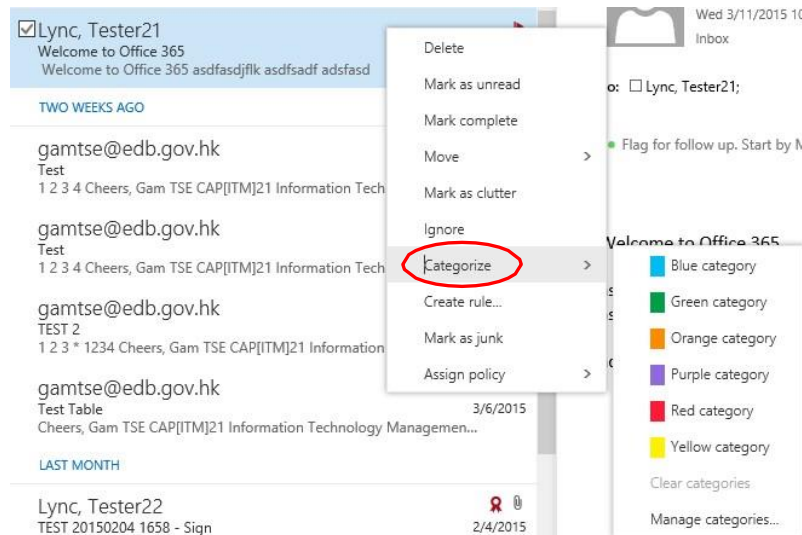 Lync, Tester21
Welcome to Office 365
Welcome to Office 365 asdfasdjflk asdfsadf adsfasd
TWO WEEKS AGO
gamtse@edb.gov.hk
Test
1 2 3 4 Cheers, Gam TSE CAP[ITM]21 Information Tech
gamtse@edb.gov.hk
Test
1 2 3 4 Cheers, Gam TSE CAP[ITM]21 Information Tech
gamtse@edb.gov.hk
TEST 2
1 2 3 * 1234 Cheers, Gam TSE CAP[ITM]21 Information
gamtse@edb.gov.hk
Test Table 3/6/2015
Cheers, Gam TSE CAP[ITM]21 Information Technology Managemen...
LAST MONTH
Lync, Tester22
TEST 20150204 1658 - Sign 2/4/2015
Delete
Mark as unread
Mark complete
Move
Mark as clutter
Ignore
Categorize
Create rule...
Mark as junk
Assign policy
Wed 3/11/2015 10
Inbox
o: Lync, Tester21;
Flag for follow up. Start by M
Welcome to Office 365
Blue category
Green category
Orange category
Purple category
Red category
Yellow category
Clear categories
Manage categories...